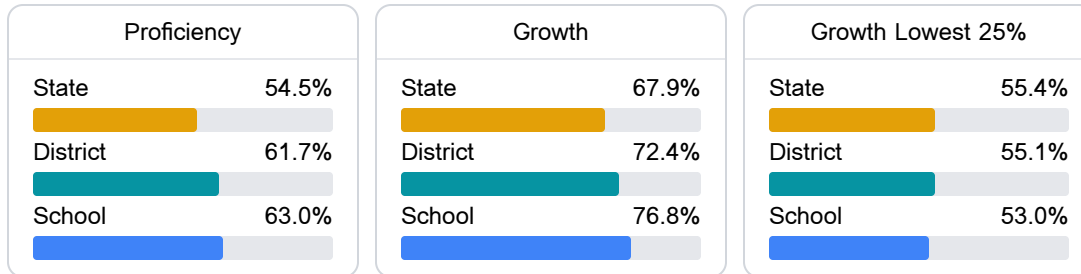 Proficiency
State 54.5%
District 61.7%
School 63.0%
Growth
State 67.9%
District 72.4%
School 76.8%
Growth Lowest 25%
State 55.4%
District 55.1%
School 53.0%